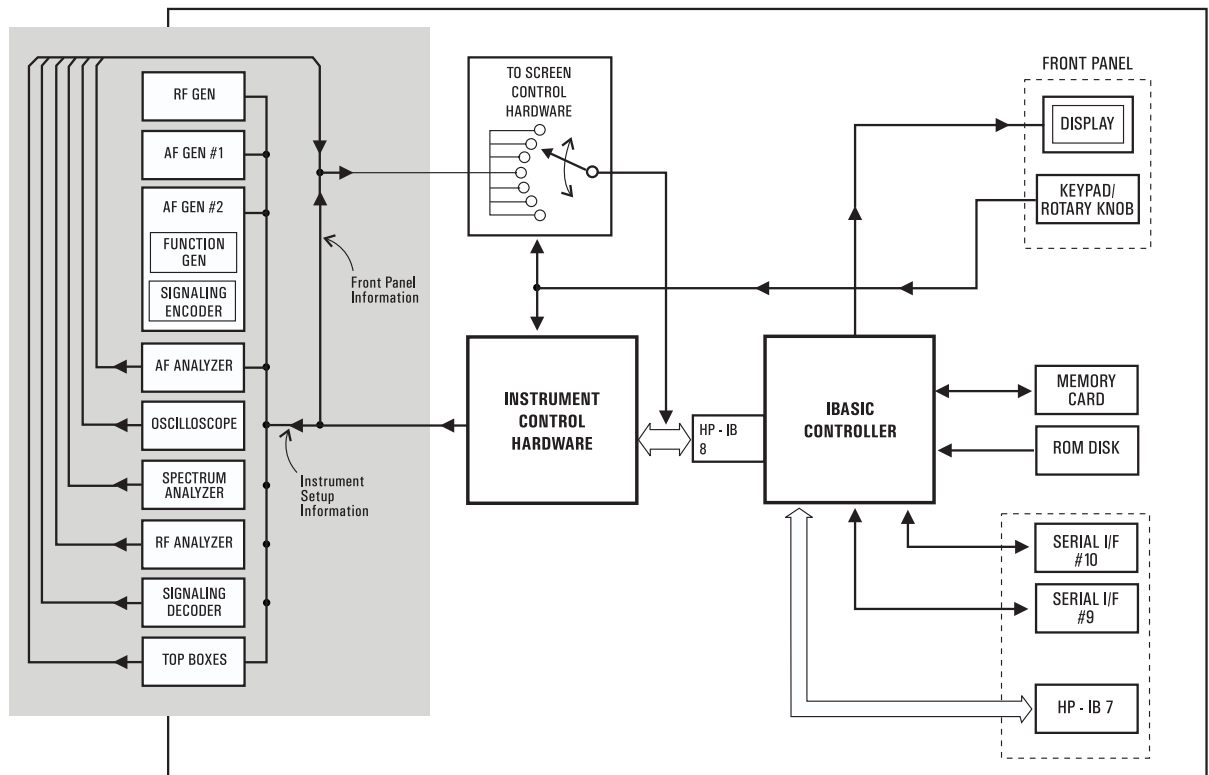 RF GEN
AF GEN #1
AF GEN #2
FUNCTION
GEN
SIGNALING
ENCODER
AF ANALYZER
OSCILLOSCOPE
SPECTRUM
ANALYZER
RF ANALYZER
SIGNALING
DECODER
TOP BOXES
Front Panel
Information
Instrument
Setup
Information
TO SCREEN
CONTROL
HARDWARE
INSTRUMENT
CONTROL
HARDWARE
HP - IB
8
IBASIC
CONTROLLER
FRONT PANEL
DISPLAY
KEYPAD/
ROTARY KNOB
MEMORY
CARD
ROM DISK
SERIAL I/F
#10
SERIAL I/F
#9
HP - IB 7